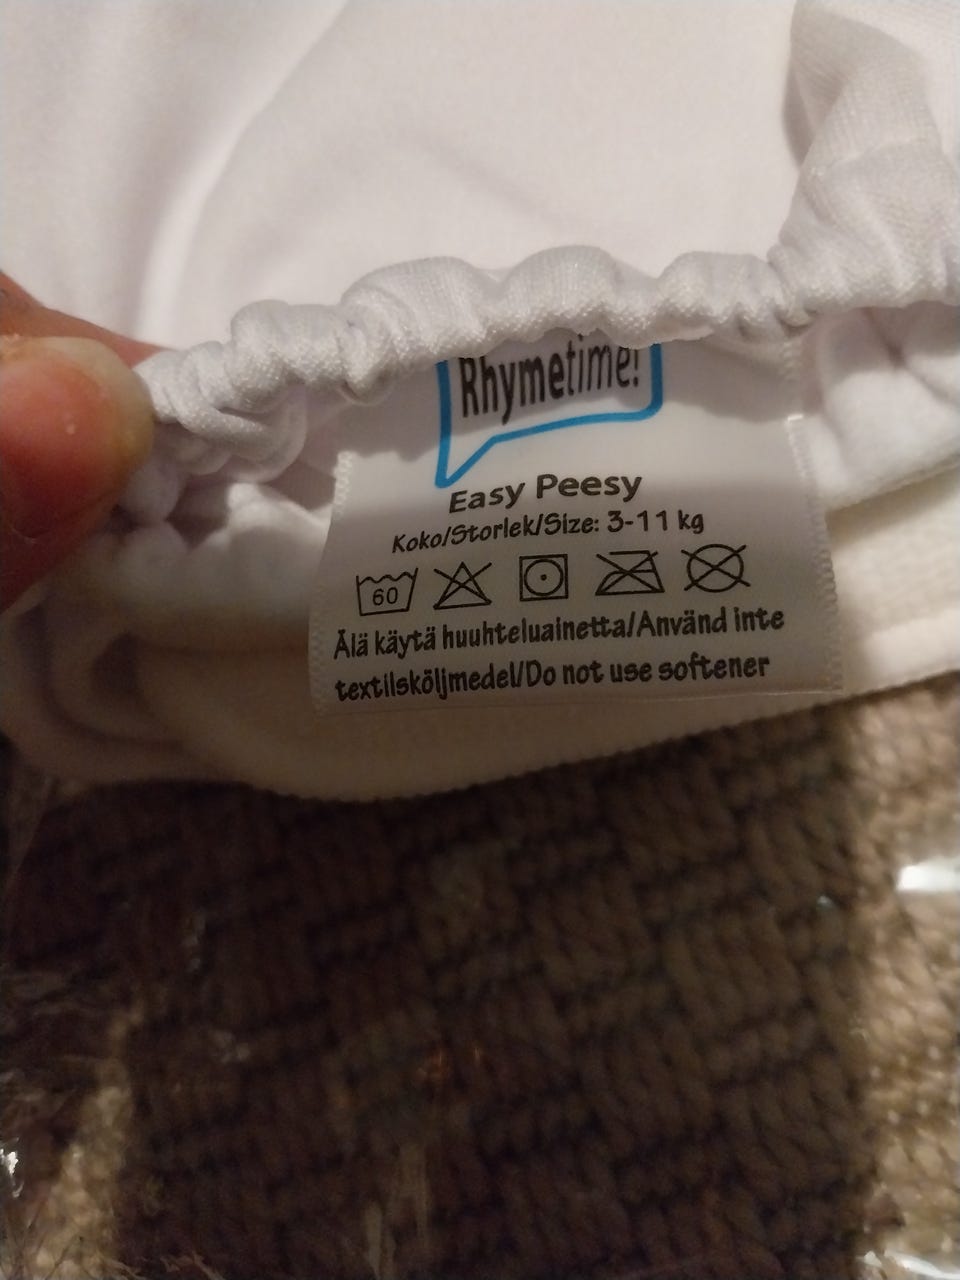 Rhymetime!
Easy Peesy
Koko/Storlek/Size: 3-11 kg
60
Älä käytä huuhteluainetta/Använd inte
textilsköljmedel/Do not use softener